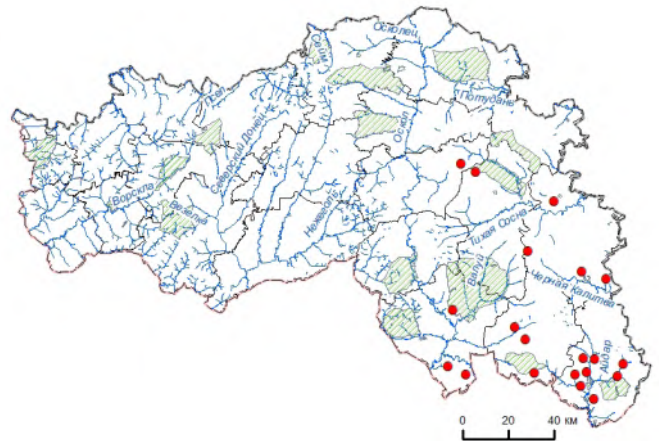 Осколец
Сейм
Псел
Потудань
Северский Донец
Оскол
Ворскла
Везелка
Нежеголь
Тихая Сосна
Валуй
Черная Калитва
Айдар
0 20 40 км